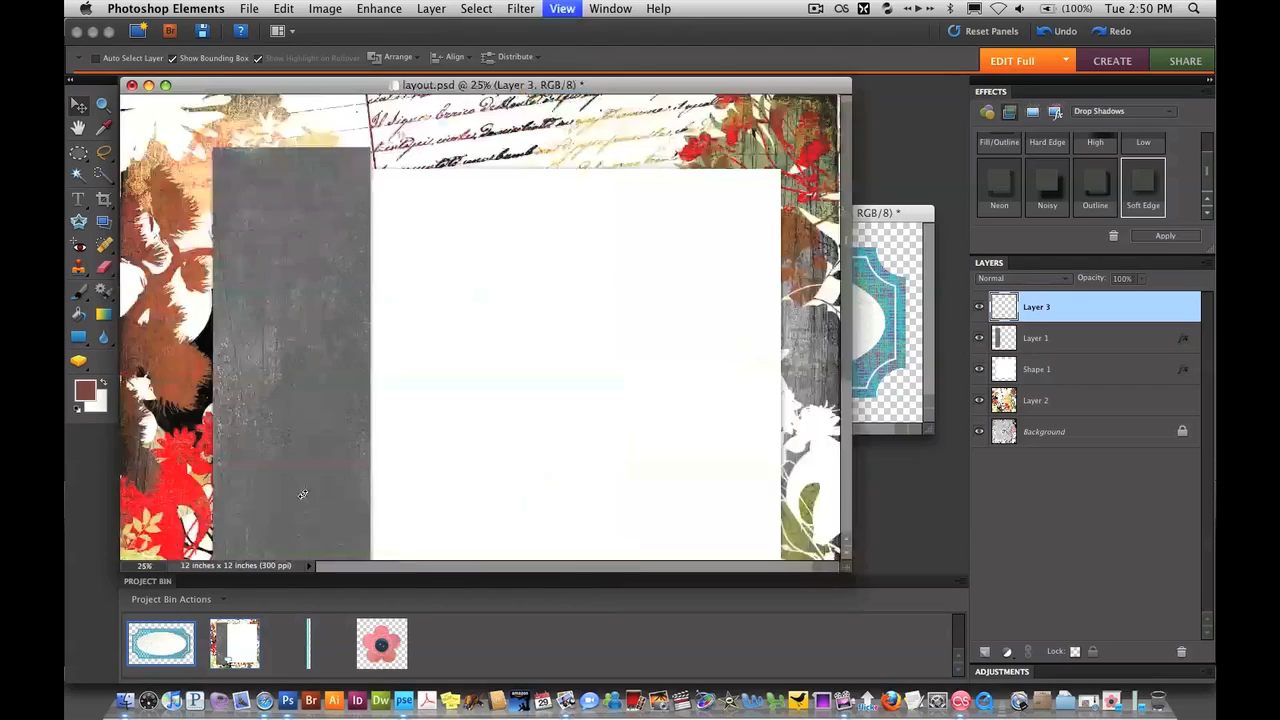 Photoshop Elements File Edit Image Enhance Layer Select Filter View Window Help (100%) Tue 2:50 PM
Reset Panels Undo Redo
Auto Select Layer Show Bounding Box Show Highlight on Rollover Arrange Align Distribute
EDIT Full CREATE SHARE
layout.psd @ 25% (Layer 3, RGB/8) *
EFFECTS
Drop Shadows
Fill/Outline Hard Edge High Low
Neon Noisy Outline Soft Edge
RGB/8) *
Apply
LAYERS
Normal Opacity: 100%
Layer 3
Layer 1
Shape 1
Layer 2
Background
25% 12 inches x 12 inches (300 ppi)
PROJECT BIN
Project Bin Actions
Lock:
ADJUSTMENTS